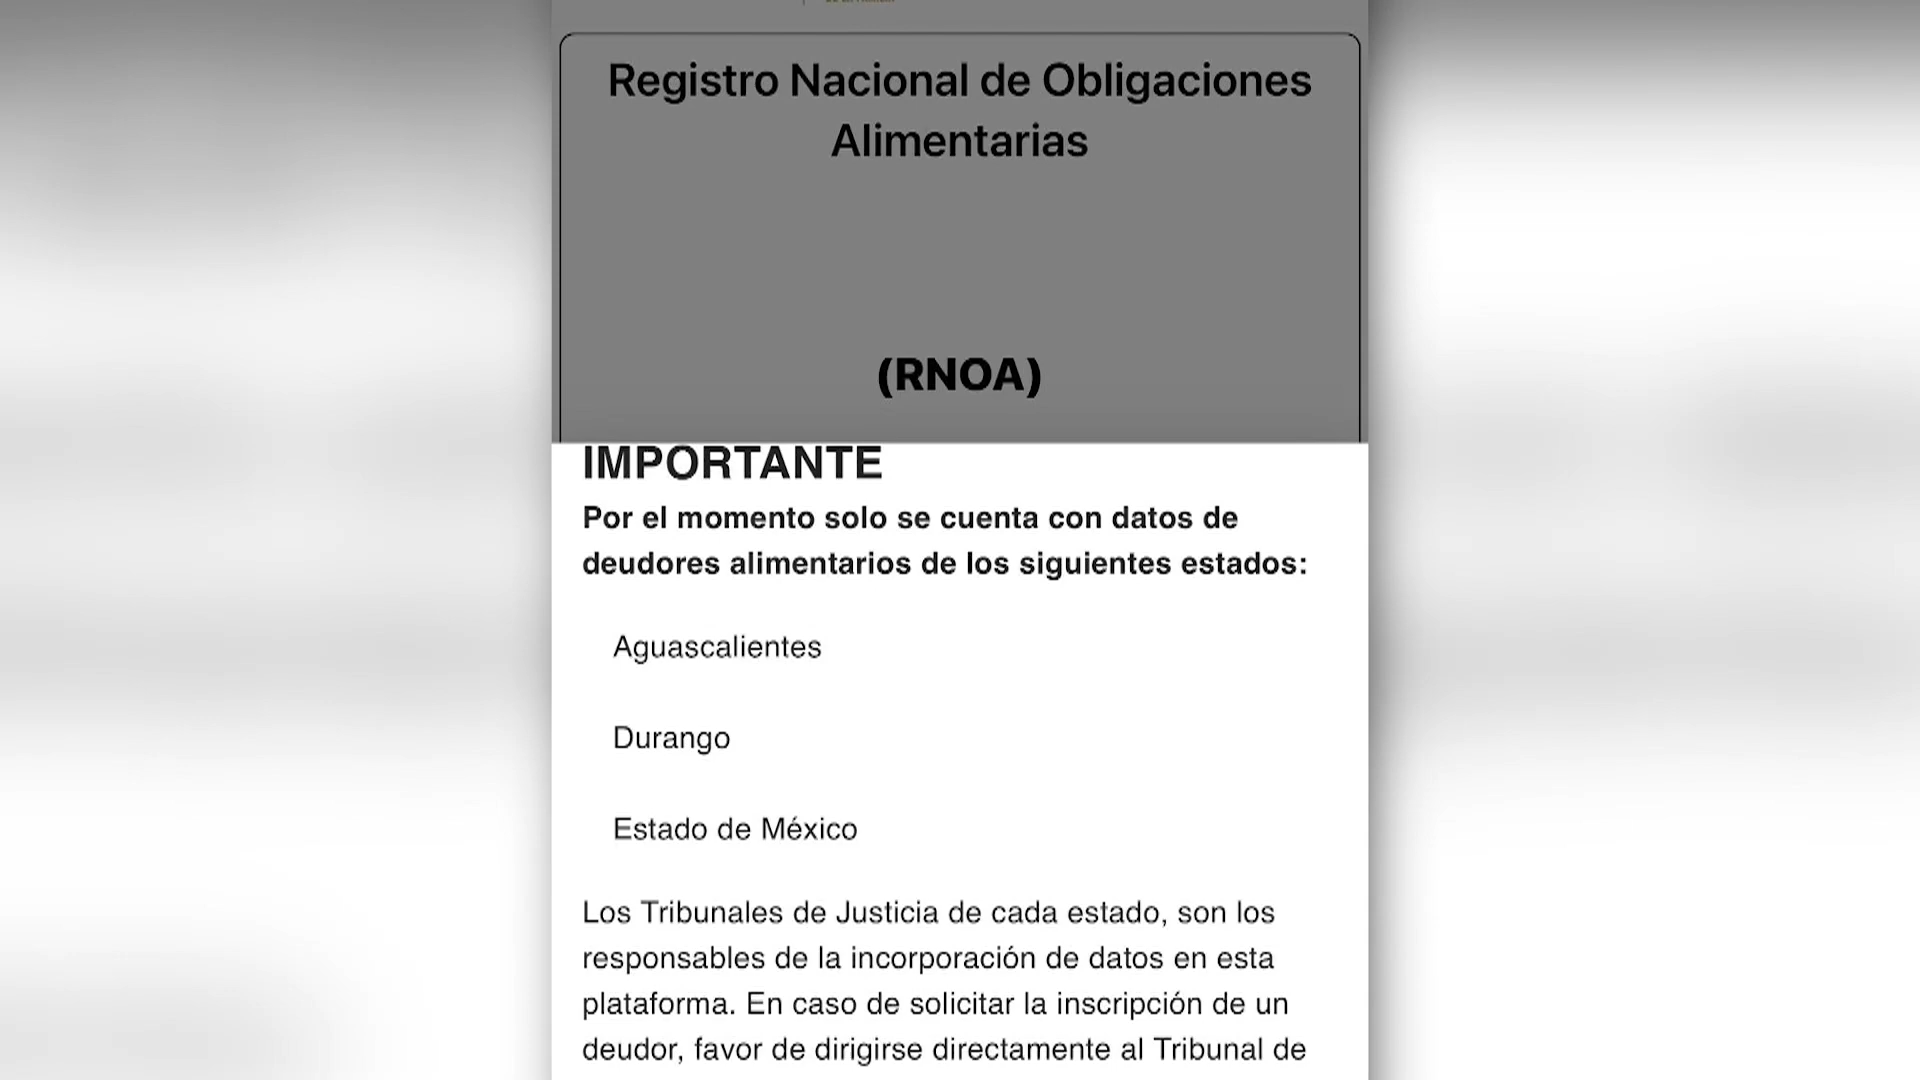 Registro Nacional de Obligaciones
Alimentarias
(RNOA)
IMPORTANTE
Por el momento solo se cuenta con datos de
deudores alimentarios de los siguientes estados:
Aguascalientes
Durango
Estado de México
Los Tribunales de Justicia de cada estado, son los
responsables de la incorporación de datos en esta
plataforma. En caso de solicitar la inscripción de un
deudor, favor de dirigirse directamente al Tribunal de